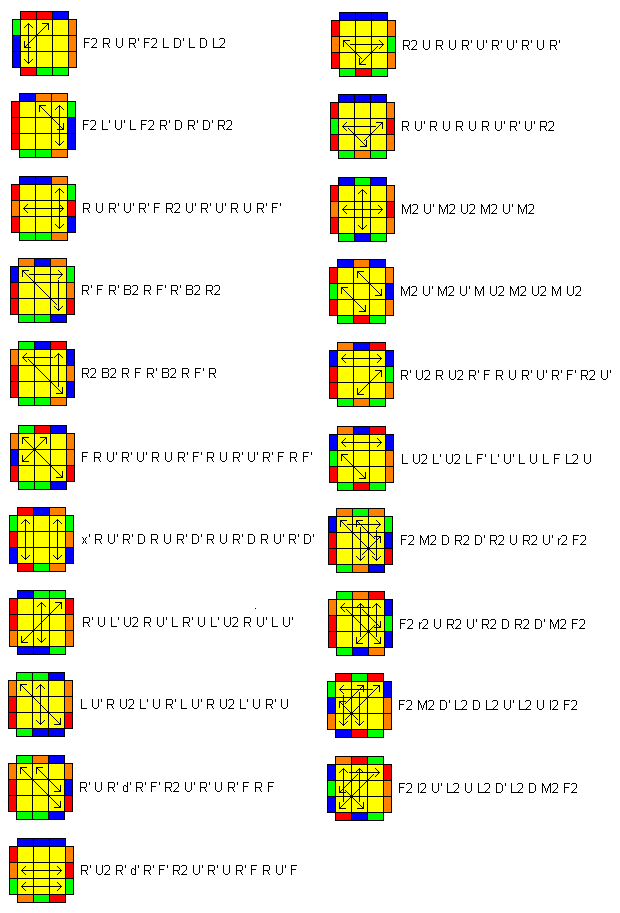 F2 R U R' F2 L D' L D L2
F2 L' U' L F2 R' D R' D' R2
R U R' U' R' F R2 U' R' U' R U R' F'
R' F R' B2 R F' R' B2 R2
R2 B2 R F R' B2 R F' R
F R U' R' U' R U R' F' R U R' U' R' F R F'
x' R U' R' D R U R' D' R U R' D R U' R' D'
R' U L' U2 R U' L R' U L' U2 R U' L U'
L U' R U2 L' U R' L U' R U2 L' U R' U
R' U R' d' R' F' R2 U' R' U R' F R F
R' U2 R' d' R' F' R2 U' R' U R' F R U' F
R2 U R U R' U' R' U' R' U R'
R U' R U R U R U' R' U' R2
M2 U' M2 U2 M2 U' M2
M2 U' M2 U' M U2 M2 U2 M U2
R' U2 R U2 R' F R U R' U' R' F' R2 U'
L U2 L' U2 L F' L' U' L U L F L2 U
F2 M2 D R2 D' R2 U R2 U' r2 F2
F2 r2 U R2 U' R2 D R2 D' M2 F2
F2 M2 D' L2 D L2 U' L2 U l2 F2
F2 l2 U' L2 U L2 D' L2 D M2 F2